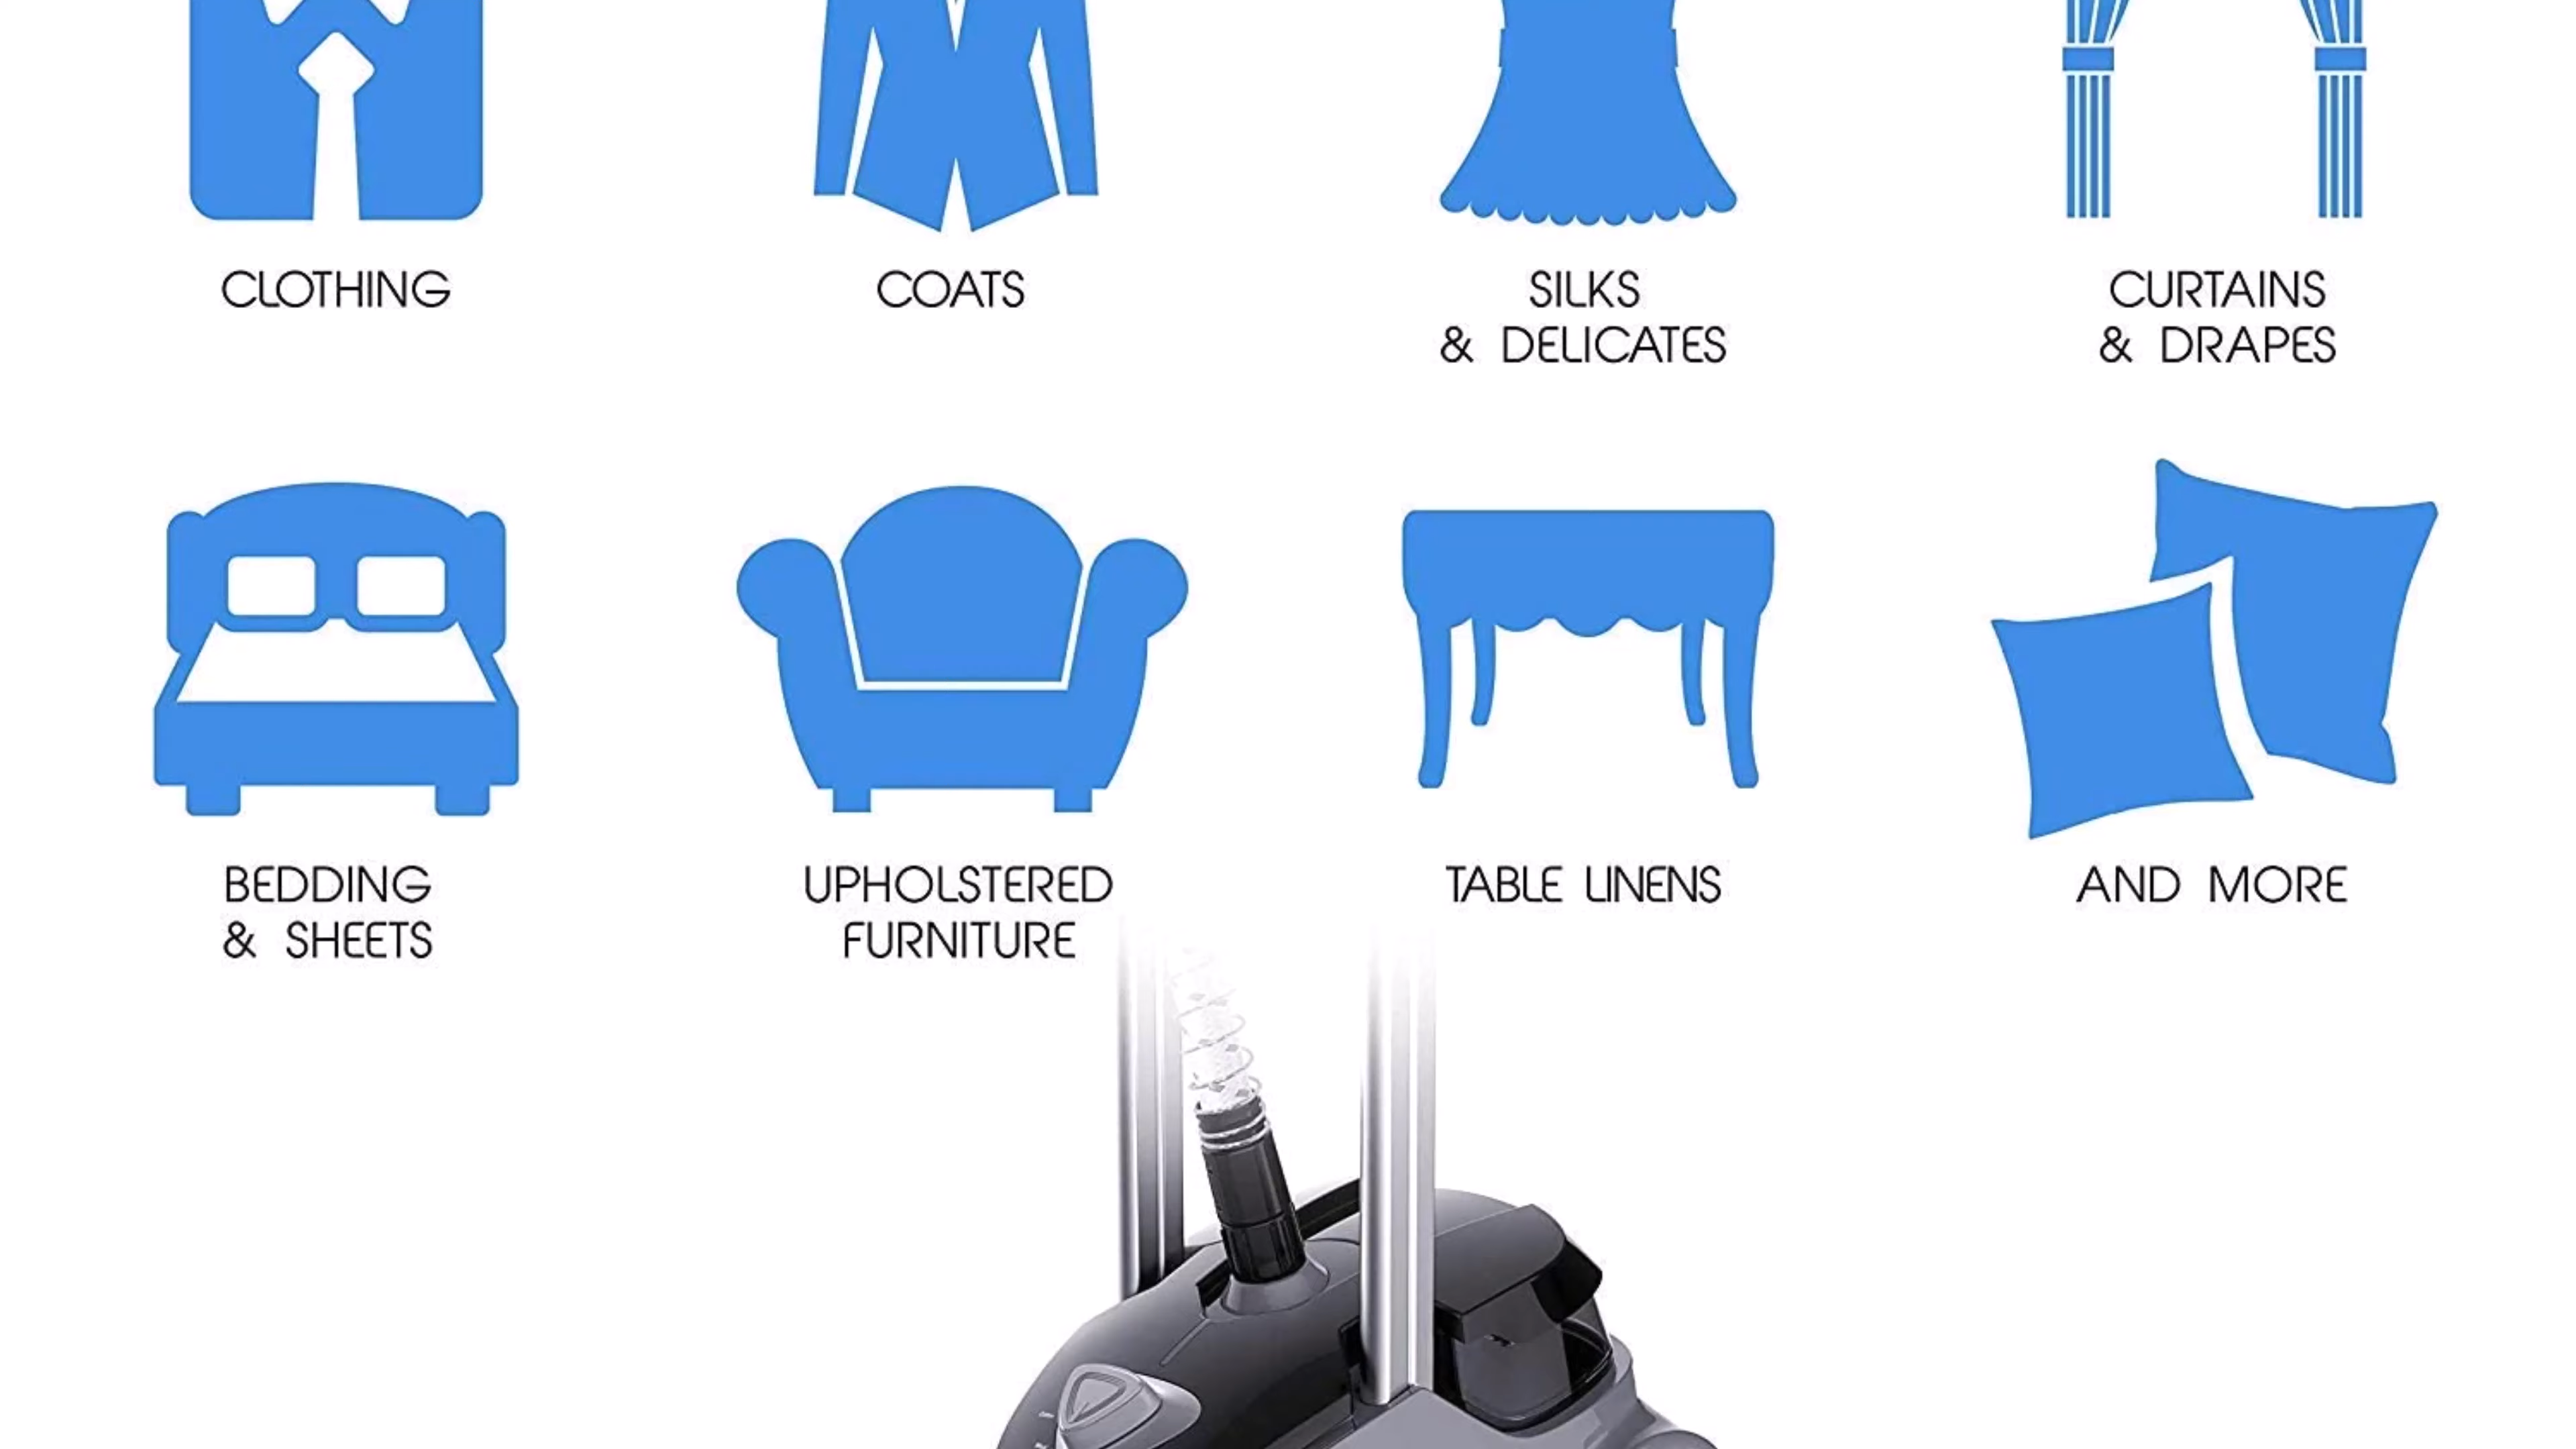 CLOTHING
COATS
SILKS
& DELICATES
CURTAINS
& DRAPES
BEDDING
& SHEETS
UPHOLSTERED
FURNITURE
TABLE LINENS
AND MORE